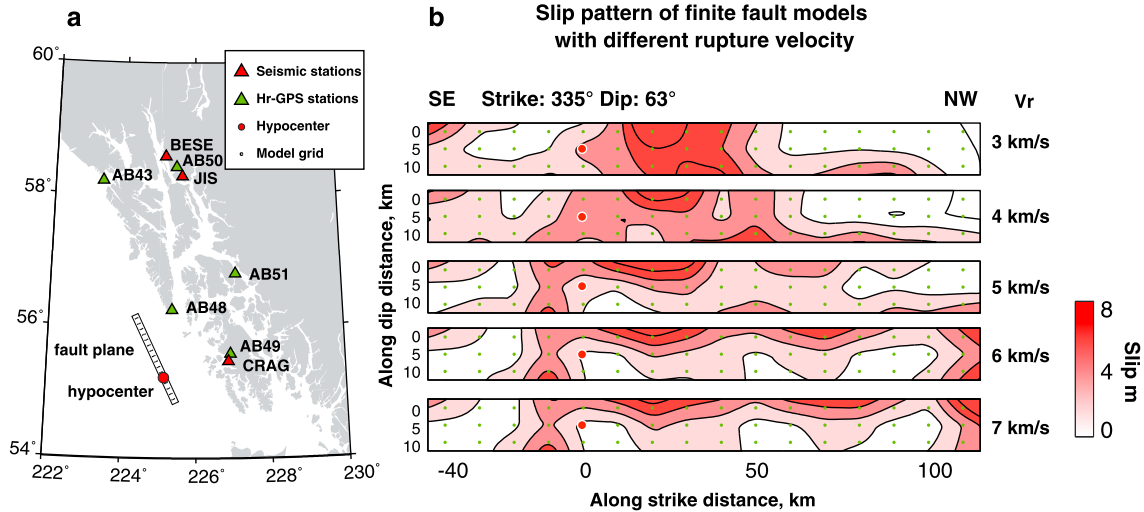 a
60°
58°
56°
54°
222°
224°
226°
228°
230°
Seismic stations
Hr-GPS stations
Hypocenter
Model grid
BESE
AB50
JIS
AB43
AB51
AB48
AB49
CRAG
fault plane
hypocenter
b
Slip pattern of finite fault models
with different rupture velocity
SE Strike: 335° Dip: 63° NW Vr
0
5
10
3 km/s
0
5
10
4 km/s
0
5
10
5 km/s
0
5
10
6 km/s
0
5
10
7 km/s
Along dip distance, km
-40 0 50 100
Along strike distance, km
8
4
0
Slip m